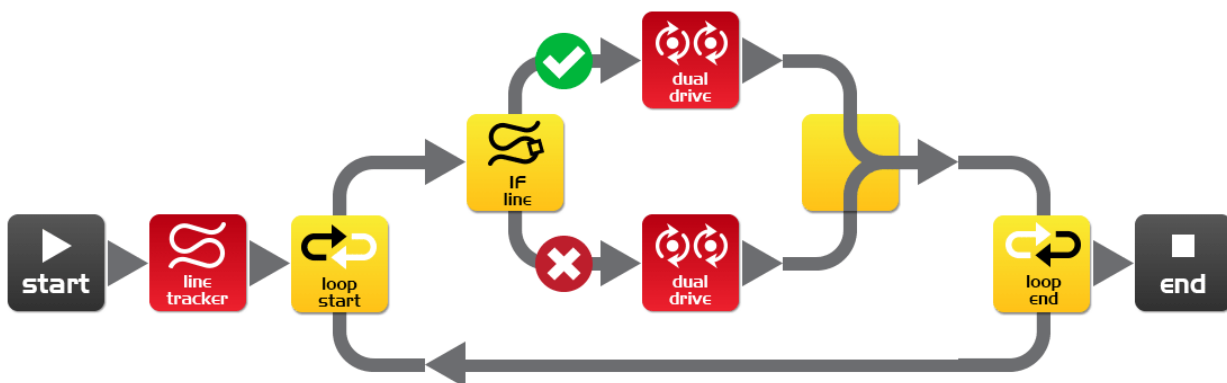 dual
drive
IF
line
start
line
tracker
loop
start
dual
drive
loop
end
end